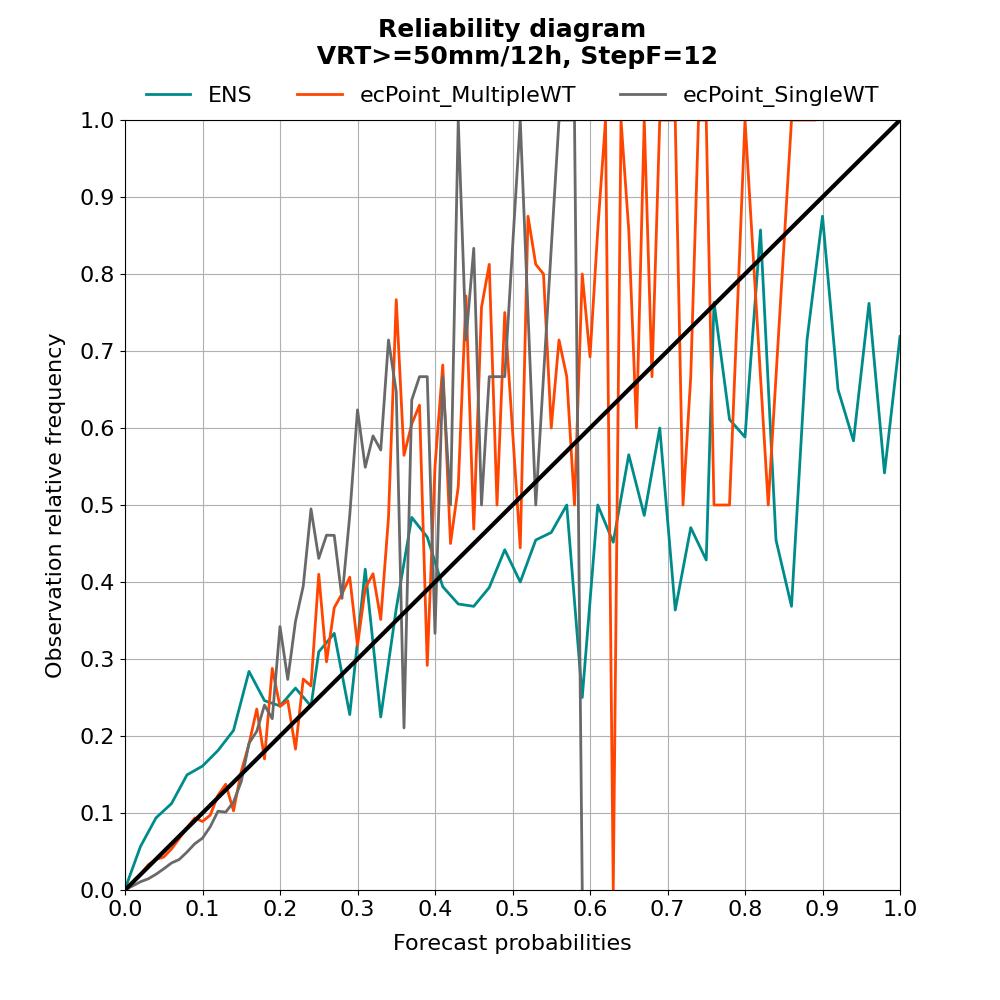 Reliability diagram
VRT>=50mm/12h, StepF=12
ENS ecPoint_MultipleWT ecPoint_SingleWT
1.0
0.9
0.8
0.7
0.6
0.5
0.4
0.3
0.2
0.1
0.0
Observation relative frequency
0.0 0.1 0.2 0.3 0.4 0.5 0.6 0.7 0.8 0.9 1.0
Forecast probabilities